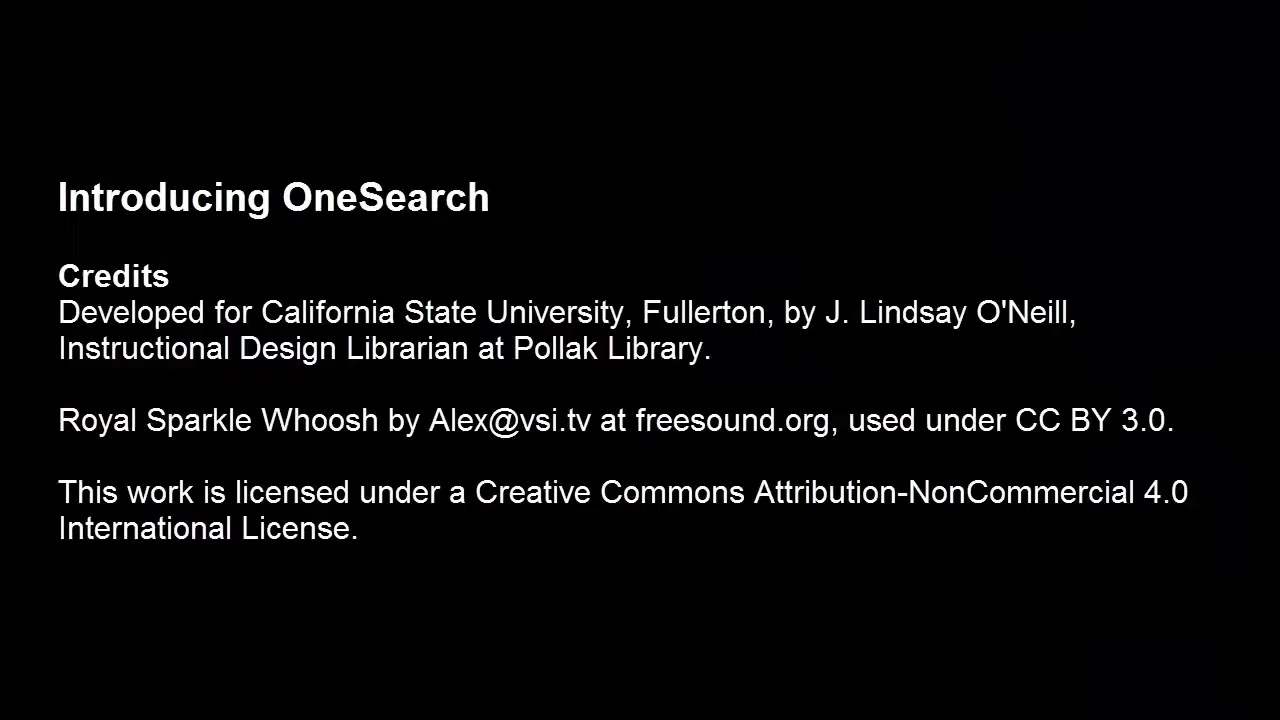 Introducing OneSearch
Credits
Developed for California State University, Fullerton, by J. Lindsay O'Neill,
Instructional Design Librarian at Pollak Library.
Royal Sparkle Whoosh by Alex@vsi.tv at freesound.org, used under CC BY 3.0.
This work is licensed under a Creative Commons Attribution-NonCommercial 4.0
International License.